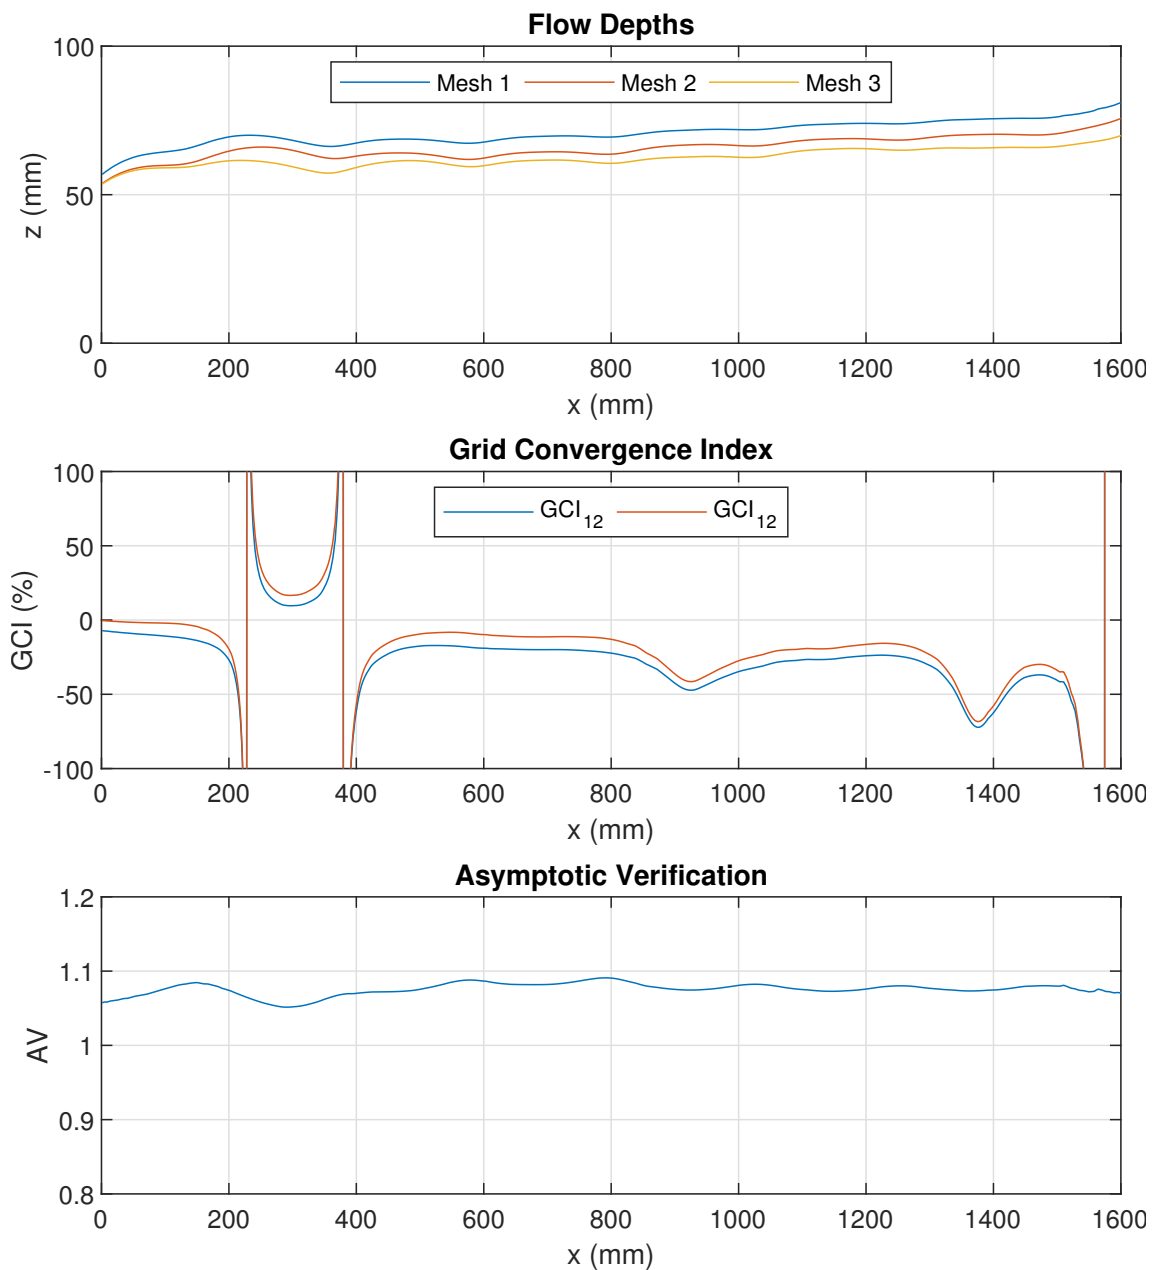 Flow Depths
100
50
0
z (mm)
Mesh 1 Mesh 2 Mesh 3
0 200 400 600 800 1000 1200 1400 1600
x (mm)
Grid Convergence Index
100
50
0
-50
-100
GCI (%)
GCI12 GCI12
0 200 400 600 800 1000 1200 1400 1600
x (mm)
Asymptotic Verification
1.2
1.1
1
0.9
0.8
AV
0 200 400 600 800 1000 1200 1400 1600
x (mm)